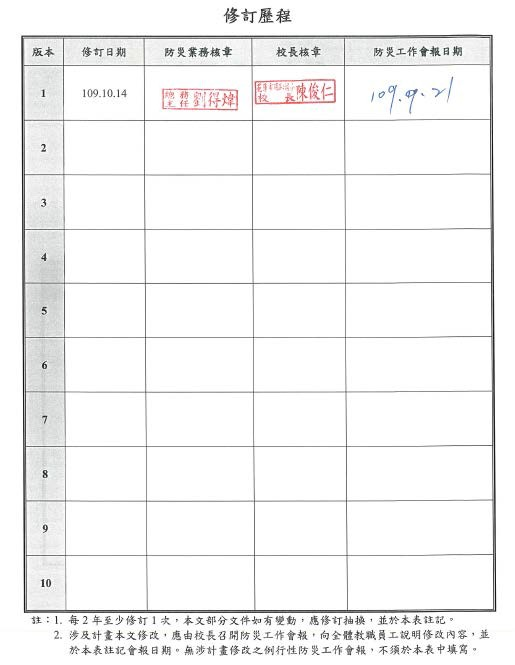 修訂歷程
版本 修訂日期 防災業務核章 校長核章 防災工作會報日期
1 109.10.14 總務主任 劉得煒 校長 陳俊仁 109.9.21
2
3
4
5
6
7
8
9
10
註：1. 每 2 年至少修訂 1 次，本文部分文件如有變動，應修訂抽換，並於本表註記。
2. 涉及計畫本文修改，應由校長召開防災工作會報，向全體教職員工說明修改內容，並
於本表註記會報日期。無涉計畫修改之例行性防災工作會報，不須於本表中填寫。